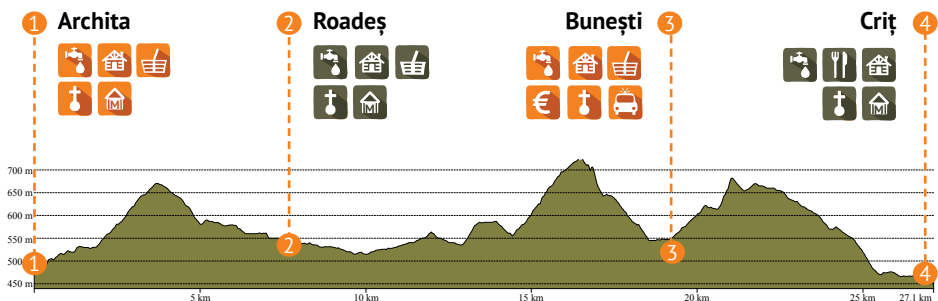 1 Archita
2 Roadeș
Bunești 3
Criț 4
€
M
M
M
700 m
650 m
600 m
550 m
500 m
450 m
1
2
3
4
5 km
10 km
15 km
20 km
25 km
27.1 km